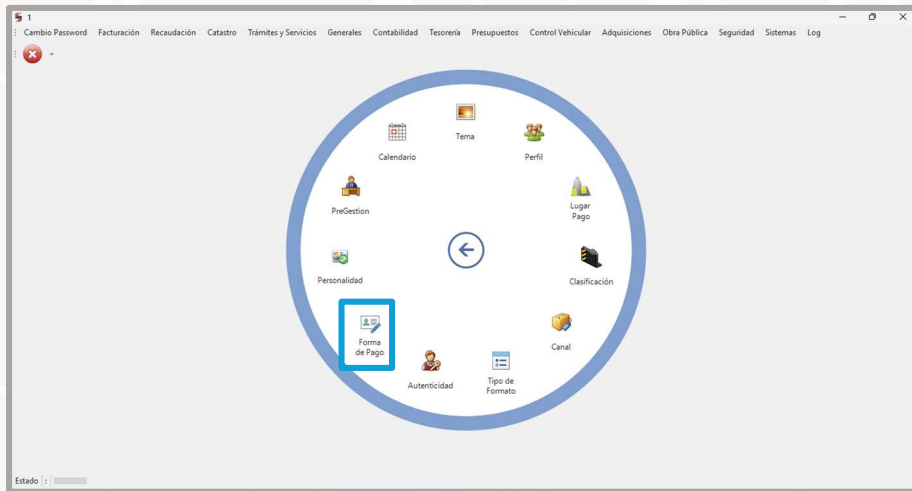 1
Cambio Password Facturación Recaudación Catastro Trámites y Servicios Generales Contabilidad Tesorería Presupuestos Control Vehicular Adquisiciones Obra Pública Seguridad Sistemas Log
Tema
Calendario
Perfil
PreGestion
Lugar
Pago
Personalidad
Clasificación
Forma
de Pago
Canal
Autenticidad
Tipo de
Formato
Estado :